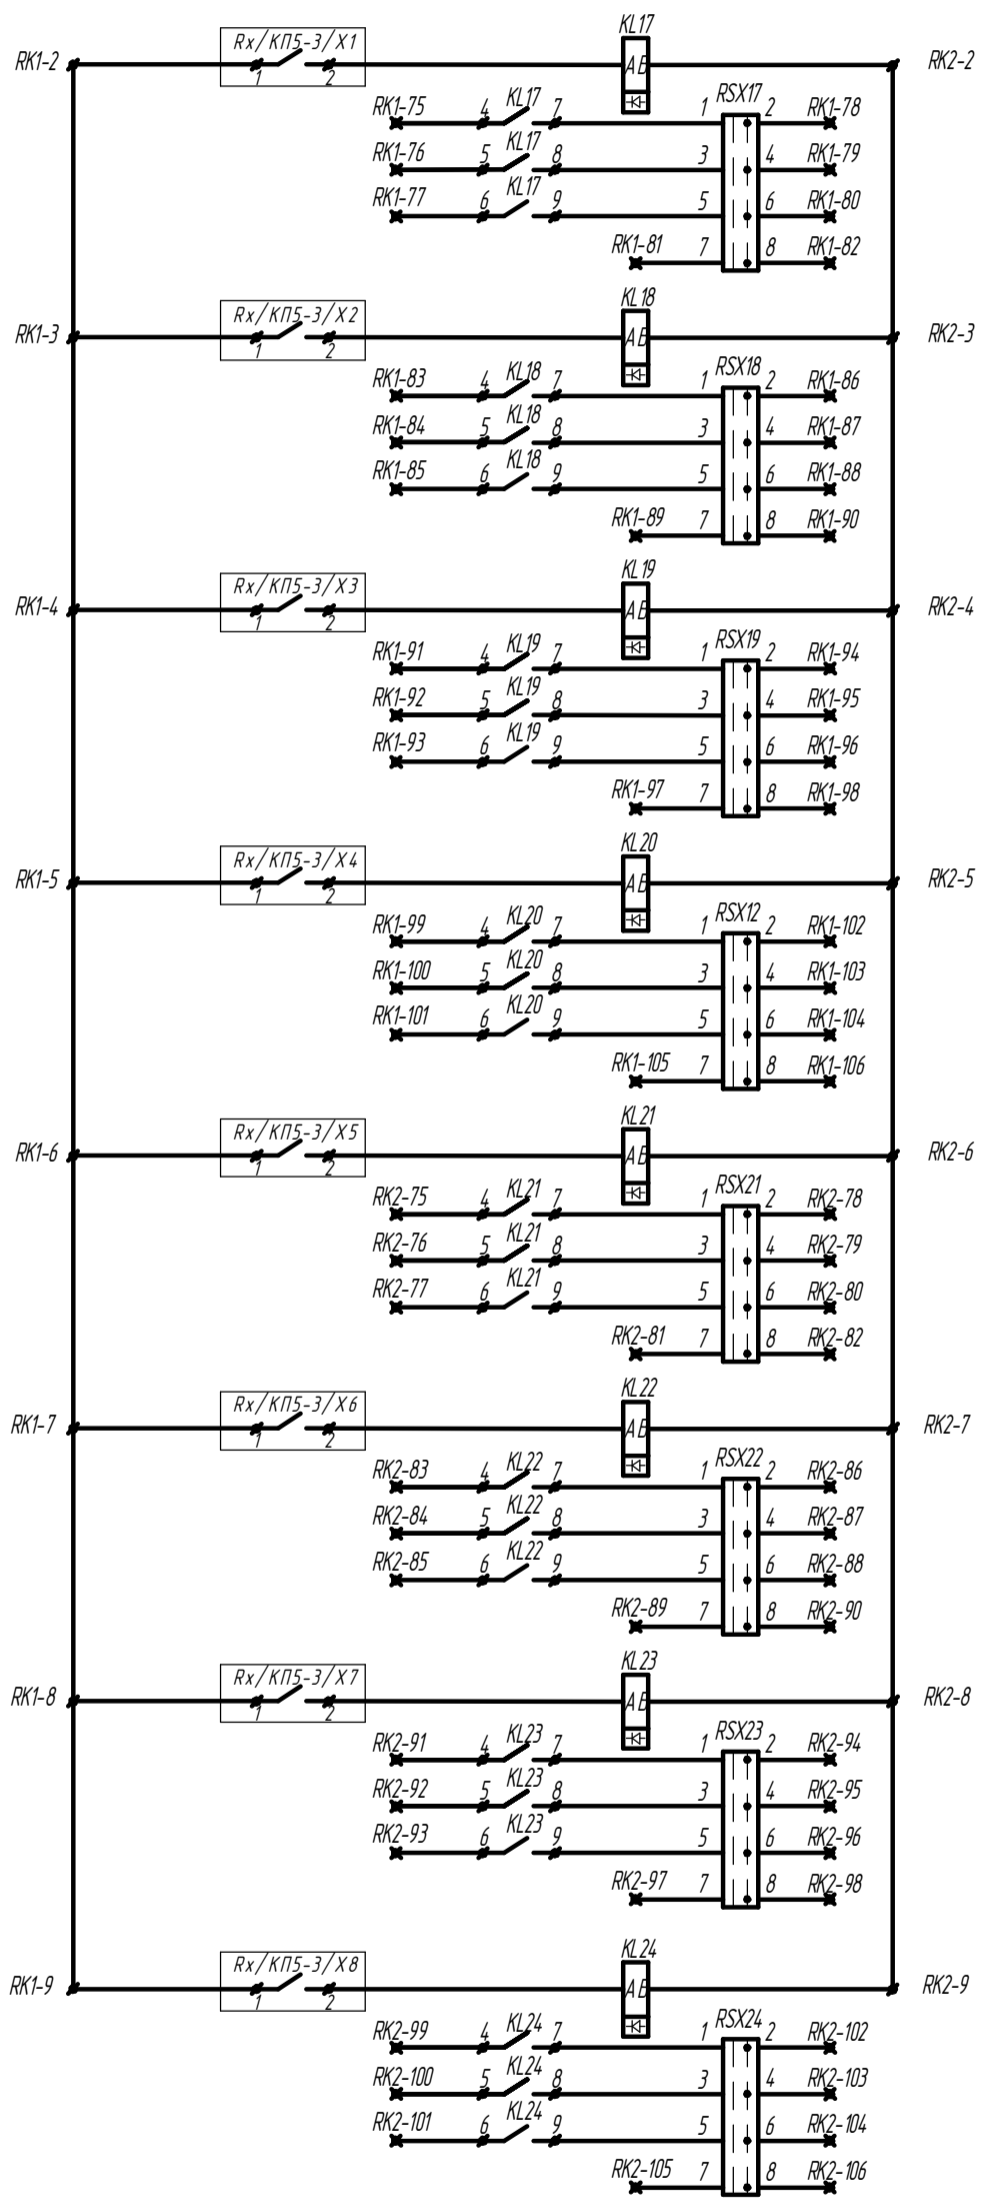 KL17
RK1-2 Rx/КП5-3/X1 1 2 A B RK2-2
RSX17
RK1-75 4 KL17 7 1 2 RK1-78
RK1-76 5 KL17 8 3 4 RK1-79
RK1-77 6 KL17 9 5 6 RK1-80
RK1-81 7 8 RK1-82
KL18
RK1-3 Rx/КП5-3/X2 1 2 A B RK2-3
RSX18
RK1-83 4 KL18 7 1 2 RK1-86
RK1-84 5 KL18 8 3 4 RK1-87
RK1-85 6 KL18 9 5 6 RK1-88
RK1-89 7 8 RK1-90
KL19
RK1-4 Rx/КП5-3/X3 1 2 A B RK2-4
RSX19
RK1-91 4 KL19 7 1 2 RK1-94
RK1-92 5 KL19 8 3 4 RK1-95
RK1-93 6 KL19 9 5 6 RK1-96
RK1-97 7 8 RK1-98
KL20
RK1-5 Rx/КП5-3/X4 1 2 A B RK2-5
RSX12
RK1-99 4 KL20 7 1 2 RK1-102
RK1-100 5 KL20 8 3 4 RK1-103
RK1-101 6 KL20 9 5 6 RK1-104
RK1-105 7 8 RK1-106
KL21
RK1-6 Rx/КП5-3/X5 1 2 A B RK2-6
RSX21
RK2-75 4 KL21 7 1 2 RK2-78
RK2-76 5 KL21 8 3 4 RK2-79
RK2-77 6 KL21 9 5 6 RK2-80
RK2-81 7 8 RK2-82
KL22
RK1-7 Rx/КП5-3/X6 1 2 A B RK2-7
RSX22
RK2-83 4 KL22 7 1 2 RK2-86
RK2-84 5 KL22 8 3 4 RK2-87
RK2-85 6 KL22 9 5 6 RK2-88
RK2-89 7 8 RK2-90
KL23
RK1-8 Rx/КП5-3/X7 1 2 A B RK2-8
RSX23
RK2-91 4 KL23 7 1 2 RK2-94
RK2-92 5 KL23 8 3 4 RK2-95
RK2-93 6 KL23 9 5 6 RK2-96
RK2-97 7 8 RK2-98
KL24
RK1-9 Rx/КП5-3/X8 1 2 A B RK2-9
RSX24
RK2-99 4 KL24 7 1 2 RK2-102
RK2-100 5 KL24 8 3 4 RK2-103
RK2-101 6 KL24 9 5 6 RK2-104
RK2-105 7 8 RK2-106